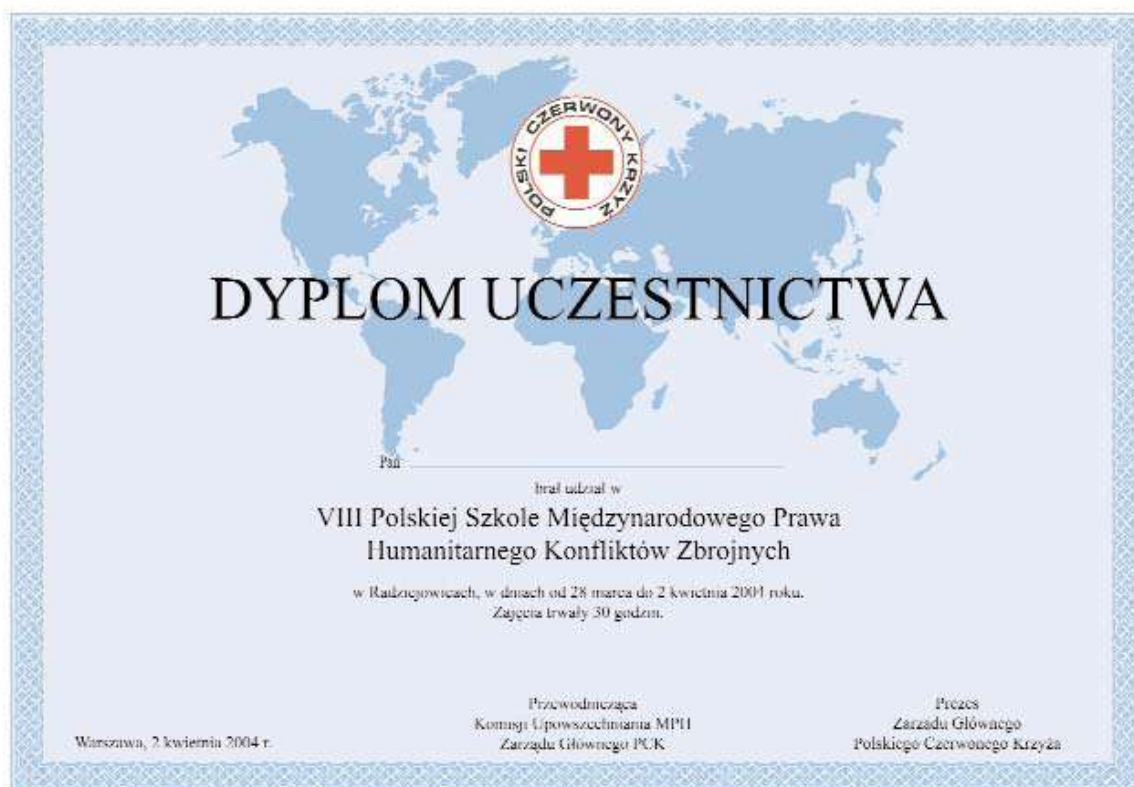 POLSKI CZERWONY KRZYŻ
DYPLOM UCZESTNICTWA
Pan
brał udział w
VIII Polskiej Szkole Międzynarodowego Prawa
Humanitarnego Konfliktów Zbrojnych
w Radziejowicach, w dniach od 28 marca do 2 kwietnia 2004 roku.
Zajęcia trwały 30 godzin.
Przewodnicząca
Komisji Upowszechniania MPH
Zarządu Głównego PCK
Prezes
Zarządu Głównego
Polskiego Czerwonego Krzyża
Warszawa, 2 kwietnia 2004 r.